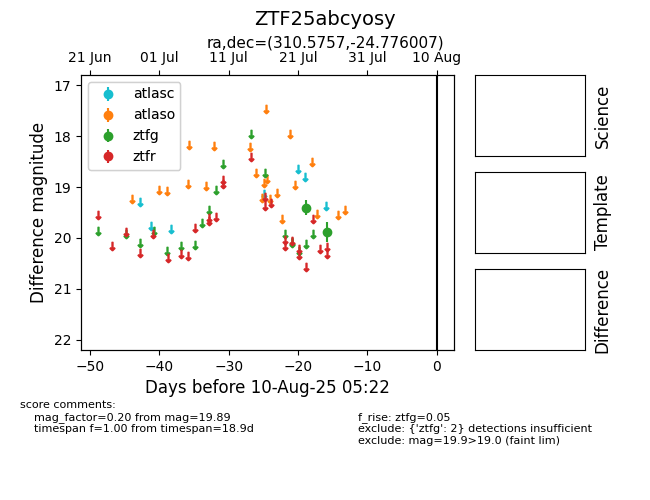 ZTF25abcyosy
ra,dec=(310.5757,-24.776007)
21 Jun 01 Jul 11 Jul 21 Jul 31 Jul 10 Aug
17
18
19
20
21
22
Difference magnitude
atlasc
atlaso
ztfg
ztfr
−50 −40 −30 −20 −10 0
Days before 10-Aug-25 05:22
Science
Template
Difference
score comments:
mag_factor=0.20 from mag=19.89
timespan f=1.00 from timespan=18.9d
f_rise: ztfg=0.05
exclude: {'ztfg': 2} detections insufficient
exclude: mag=19.9>19.0 (faint lim)